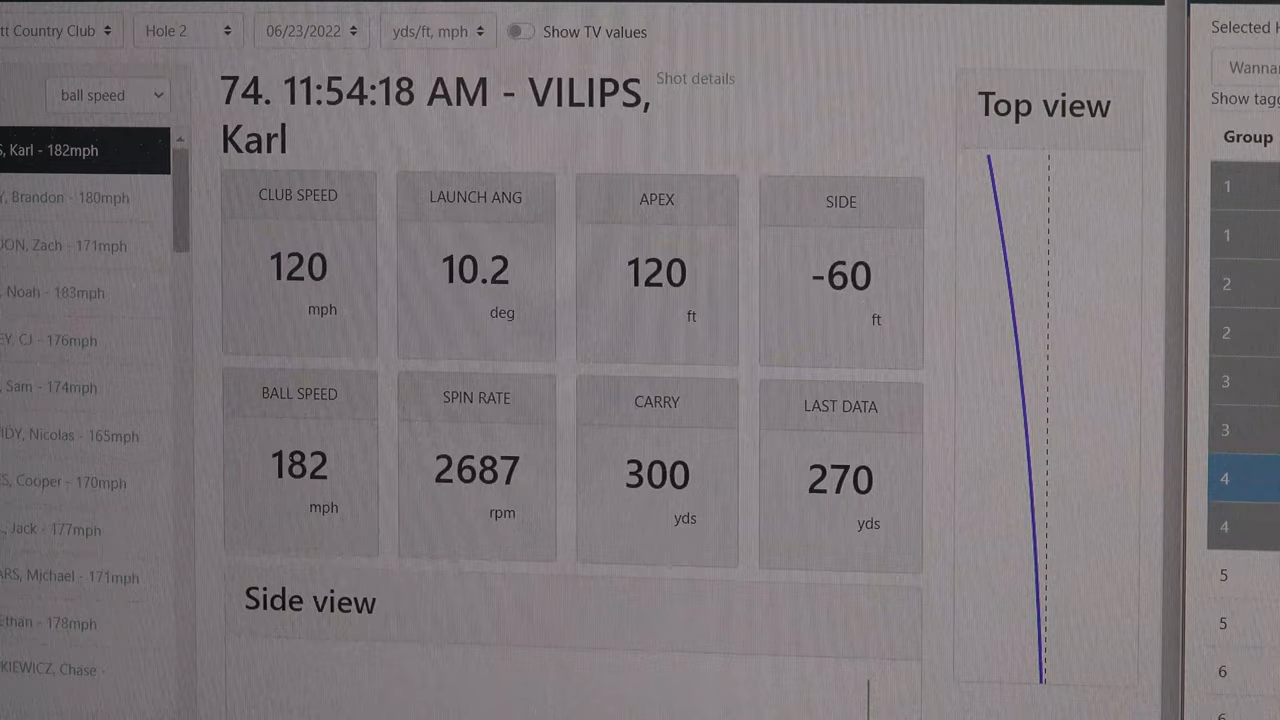 tt Country Club
Hole 2
06/23/2022
yds/ft, mph
Show TV values
ball speed
S, Karl - 182mph
Y, Brandon - 180mph
DON, Zach - 171mph
, Noah - 183mph
EY, CJ - 176mph
, Sam - 174mph
IDY, Nicolas - 165mph
ES, Cooper - 170mph
L, Jack - 177mph
ARS, Michael - 171mph
Ethan - 178mph
KIEWICZ, Chase -
74. 11:54:18 AM - VILIPS,
Karl
Shot details
CLUB SPEED
120
mph
LAUNCH ANG
10.2
deg
APEX
120
ft
SIDE
-60
ft
BALL SPEED
182
mph
SPIN RATE
2687
rpm
CARRY
300
yds
LAST DATA
270
yds
Side view
Top view
Selected H
Wannar
Show tagg
Group
1
1
2
2
3
3
4
4
5
5
6
6